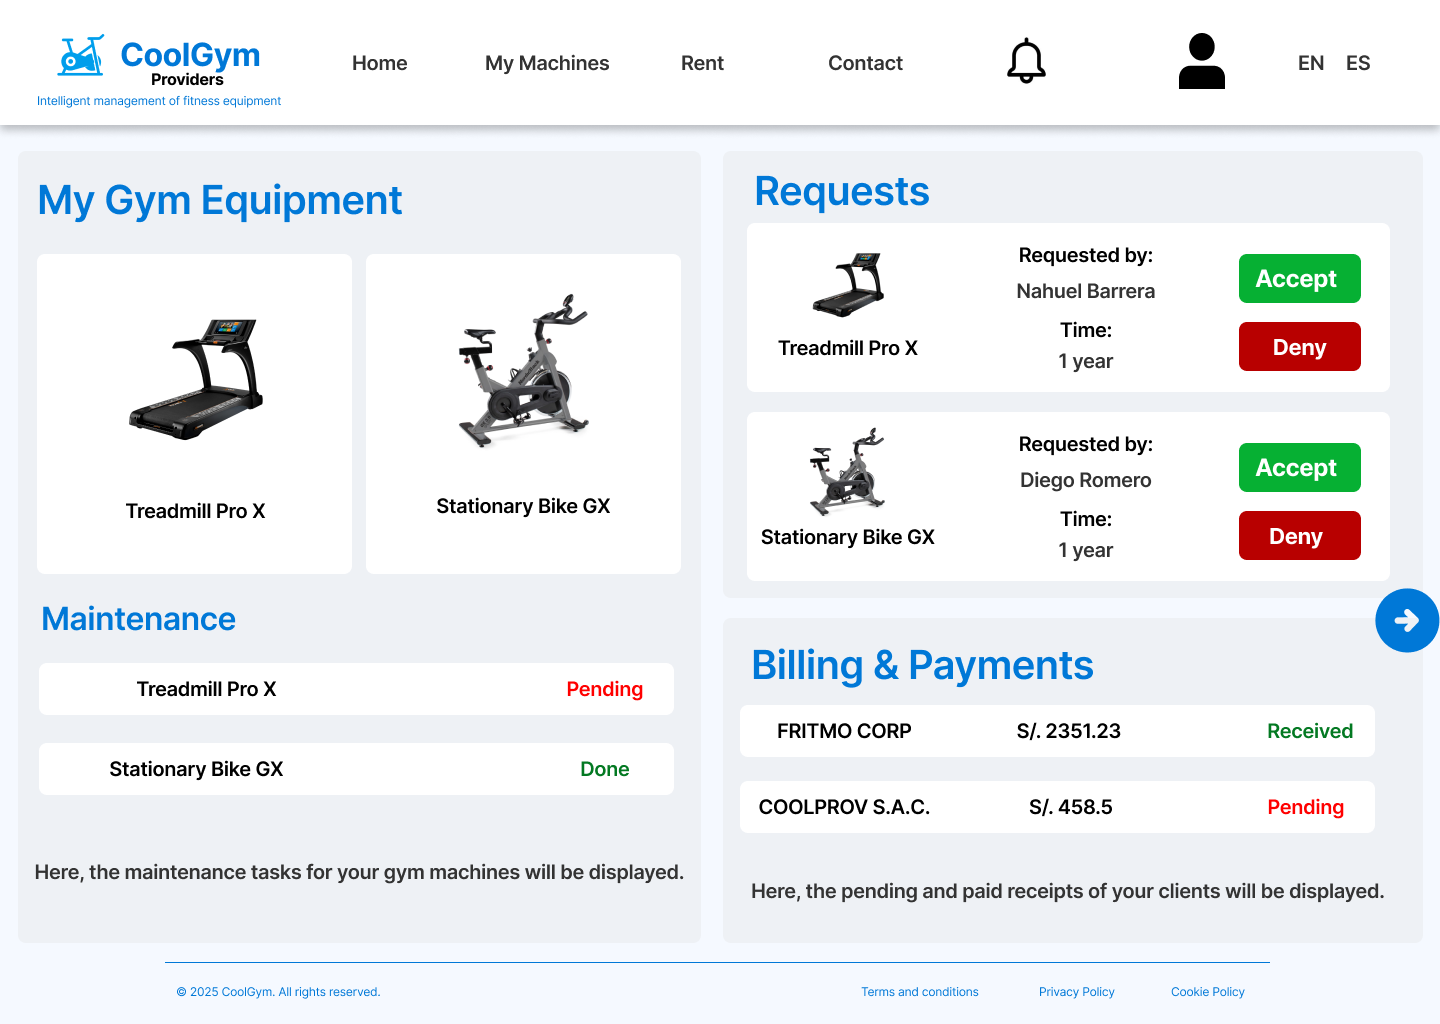 CoolGym
Providers
Intelligent management of fitness equipment
Home
My Machines
Rent
Contact
EN ES
My Gym Equipment
Treadmill Pro X
Stationary Bike GX
Maintenance
Treadmill Pro X
Pending
Stationary Bike GX
Done
Here, the maintenance tasks for your gym machines will be displayed.
Requests
Treadmill Pro X
Requested by:
Nahuel Barrera
Time:
1 year
Accept
Deny
Stationary Bike GX
Requested by:
Diego Romero
Time:
1 year
Accept
Deny
Billing & Payments
FRITMO CORP
S/. 2351.23
Received
COOLPROV S.A.C.
S/. 458.5
Pending
Here, the pending and paid receipts of your clients will be displayed.
© 2025 CoolGym. All rights reserved.
Terms and conditions
Privacy Policy
Cookie Policy